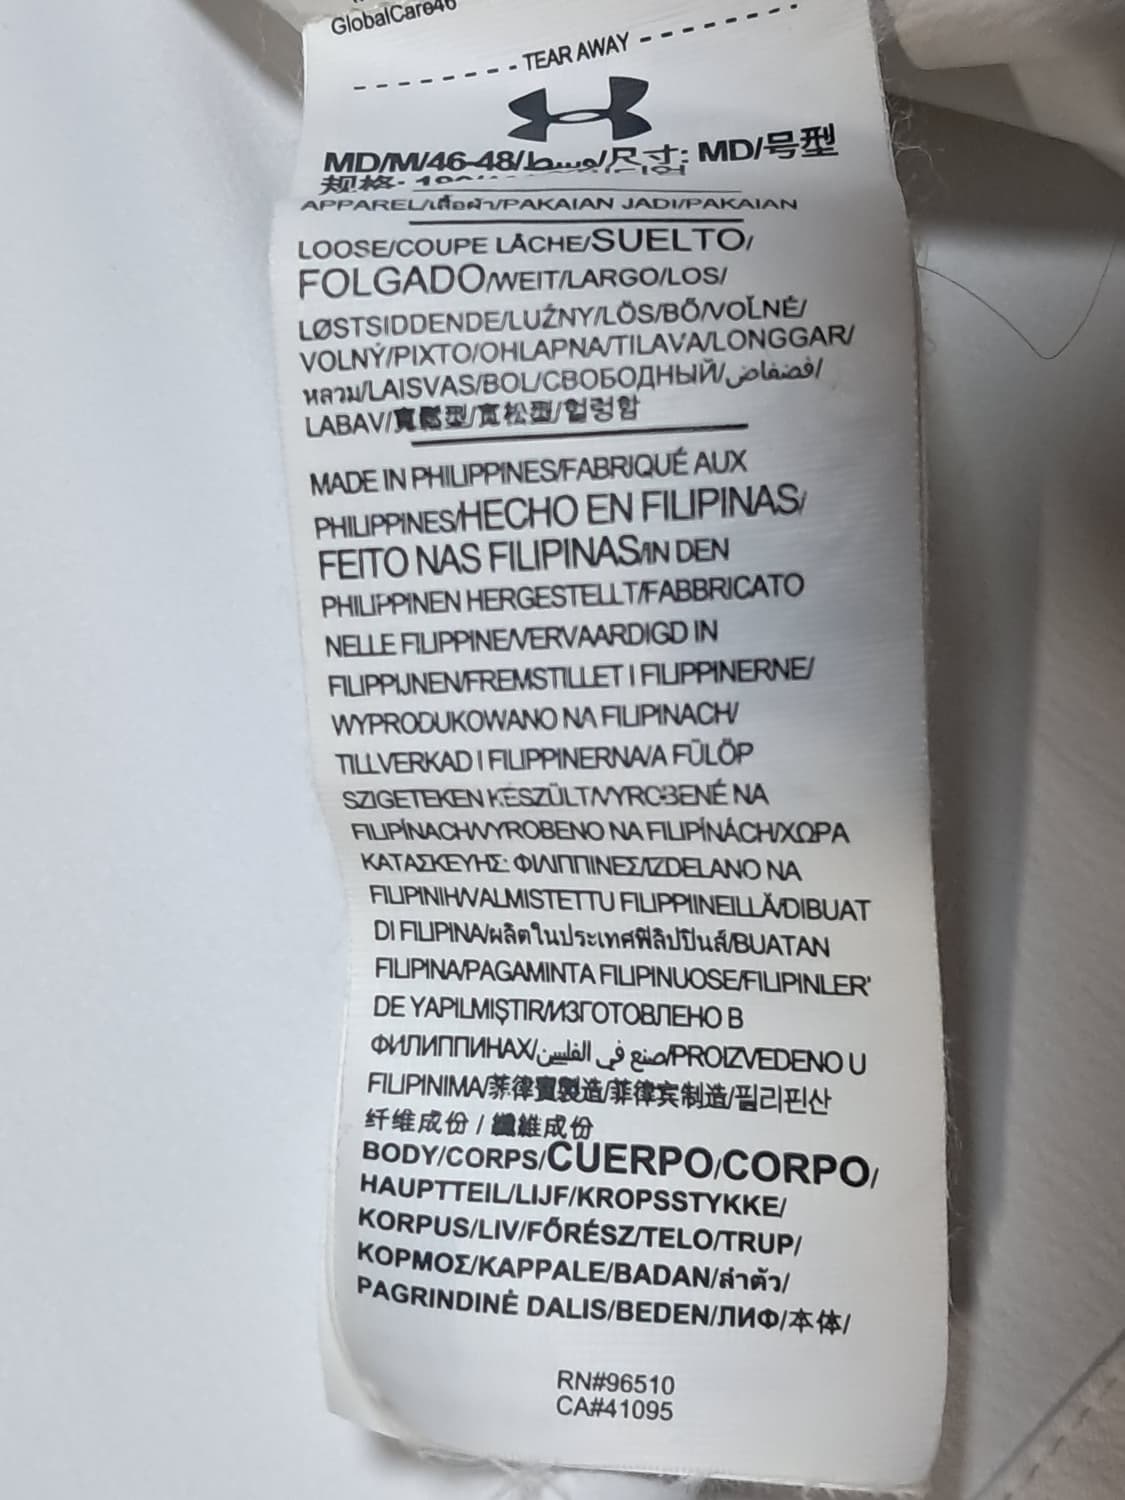 GlobalCare46
TEAR AWAY
MD/M/46-48/وسط/尺寸: MD/号型
APPAREL/เสื้อผ้า/PAKAIAN JADI/PAKAIAN
LOOSE/COUPE LÂCHE/SUELTO/
FOLGADO/WEIT/LARGO/LOS/
LØSTSIDDENDE/LUŹNY/LÖS/BŐ/VOĽNÉ/
VOLNÝ/ΡΙΧΤΟ/OHLAPNA/TILAVA/LONGGAR/
หลวม/LAISVAS/BOL/СВОБОДНЫЙ/فضفاض/
LABAV/寬鬆型/宽松型/헐렁함
MADE IN PHILIPPINES/FABRIQUÉ AUX
PHILIPPINES/HECHO EN FILIPINAS/
FEITO NAS FILIPINAS/IN DEN
PHILIPPINEN HERGESTELLT/FABBRICATO
NELLE FILIPPINE/VERVAARDIGD IN
FILIPPIJNEN/FREMSTILLET I FILIPPINERNE/
WYPRODUKOWANO NA FILIPINACH/
TILLVERKAD I FILIPPINERNA/A FÜLÖP
SZIGETEKEN KÉSZÜLT/VYROBENÉ NA
FILIPÍNACH/VYROBENO NA FILIPÍNÁCH/ΧΩΡΑ
ΚΑΤΑΣΚΕΥΗΣ: ΦΙΛΙΠΠΙΝΕΣ/IZDELANO NA
FILIPINIH/VALMISTETTU FILIPPIINEILLÄ/DIBUAT
DI FILIPINA/ผลิตในประเทศฟิลิปปินส์/BUATAN
FILIPINA/PAGAMINTA FILIPINUOSE/FILIPINLER'
DE YAPILMIŞTIR/ИЗГОТОВЛЕНО В
ФИЛИППИНАХ/صنع في الفلبين/PROIZVEDENO U
FILIPINIMA/菲律賓製造/菲律宾制造/필리핀산
纤维成份 / 纖維成份
BODY/CORPS/CUERPO/CORPO/
HAUPTTEIL/LIJF/KROPSSTYKKE/
KORPUS/LIV/FŐRÉSZ/TELO/TRUP/
ΚΟΡΜΟΣ/KAPPALE/BADAN/ลำตัว/
PAGRINDINĖ DALIS/BEDEN/ЛИФ/本体/
RN#96510
CA#41095